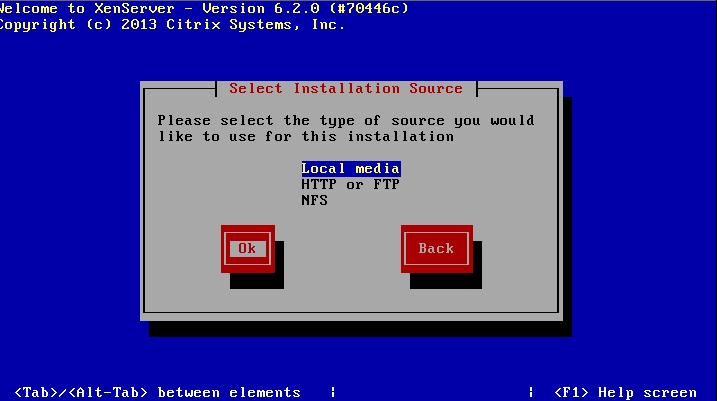 Welcome to XenServer - Version 6.2.0 (#70446c)
Copyright (c) 2013 Citrix Systems, Inc.
Select Installation Source
Please select the type of source you would
like to use for this installation
Local media
HTTP or FTP
NFS
Ok Back
<Tab>/<Alt-Tab> between elements | | <F1> Help screen